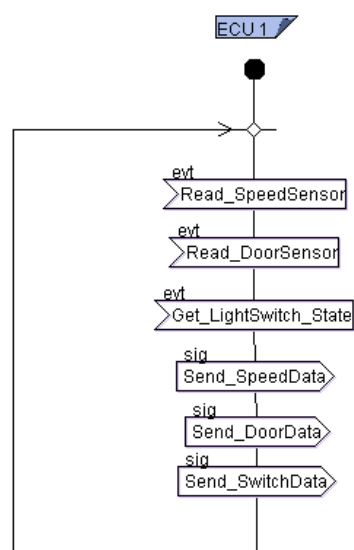 ECU 1
evt
Read_SpeedSensor
evt
Read_DoorSensor
evt
Get_LightSwitch_State
sig
Send_SpeedData
sig
Send_DoorData
sig
Send_SwitchData